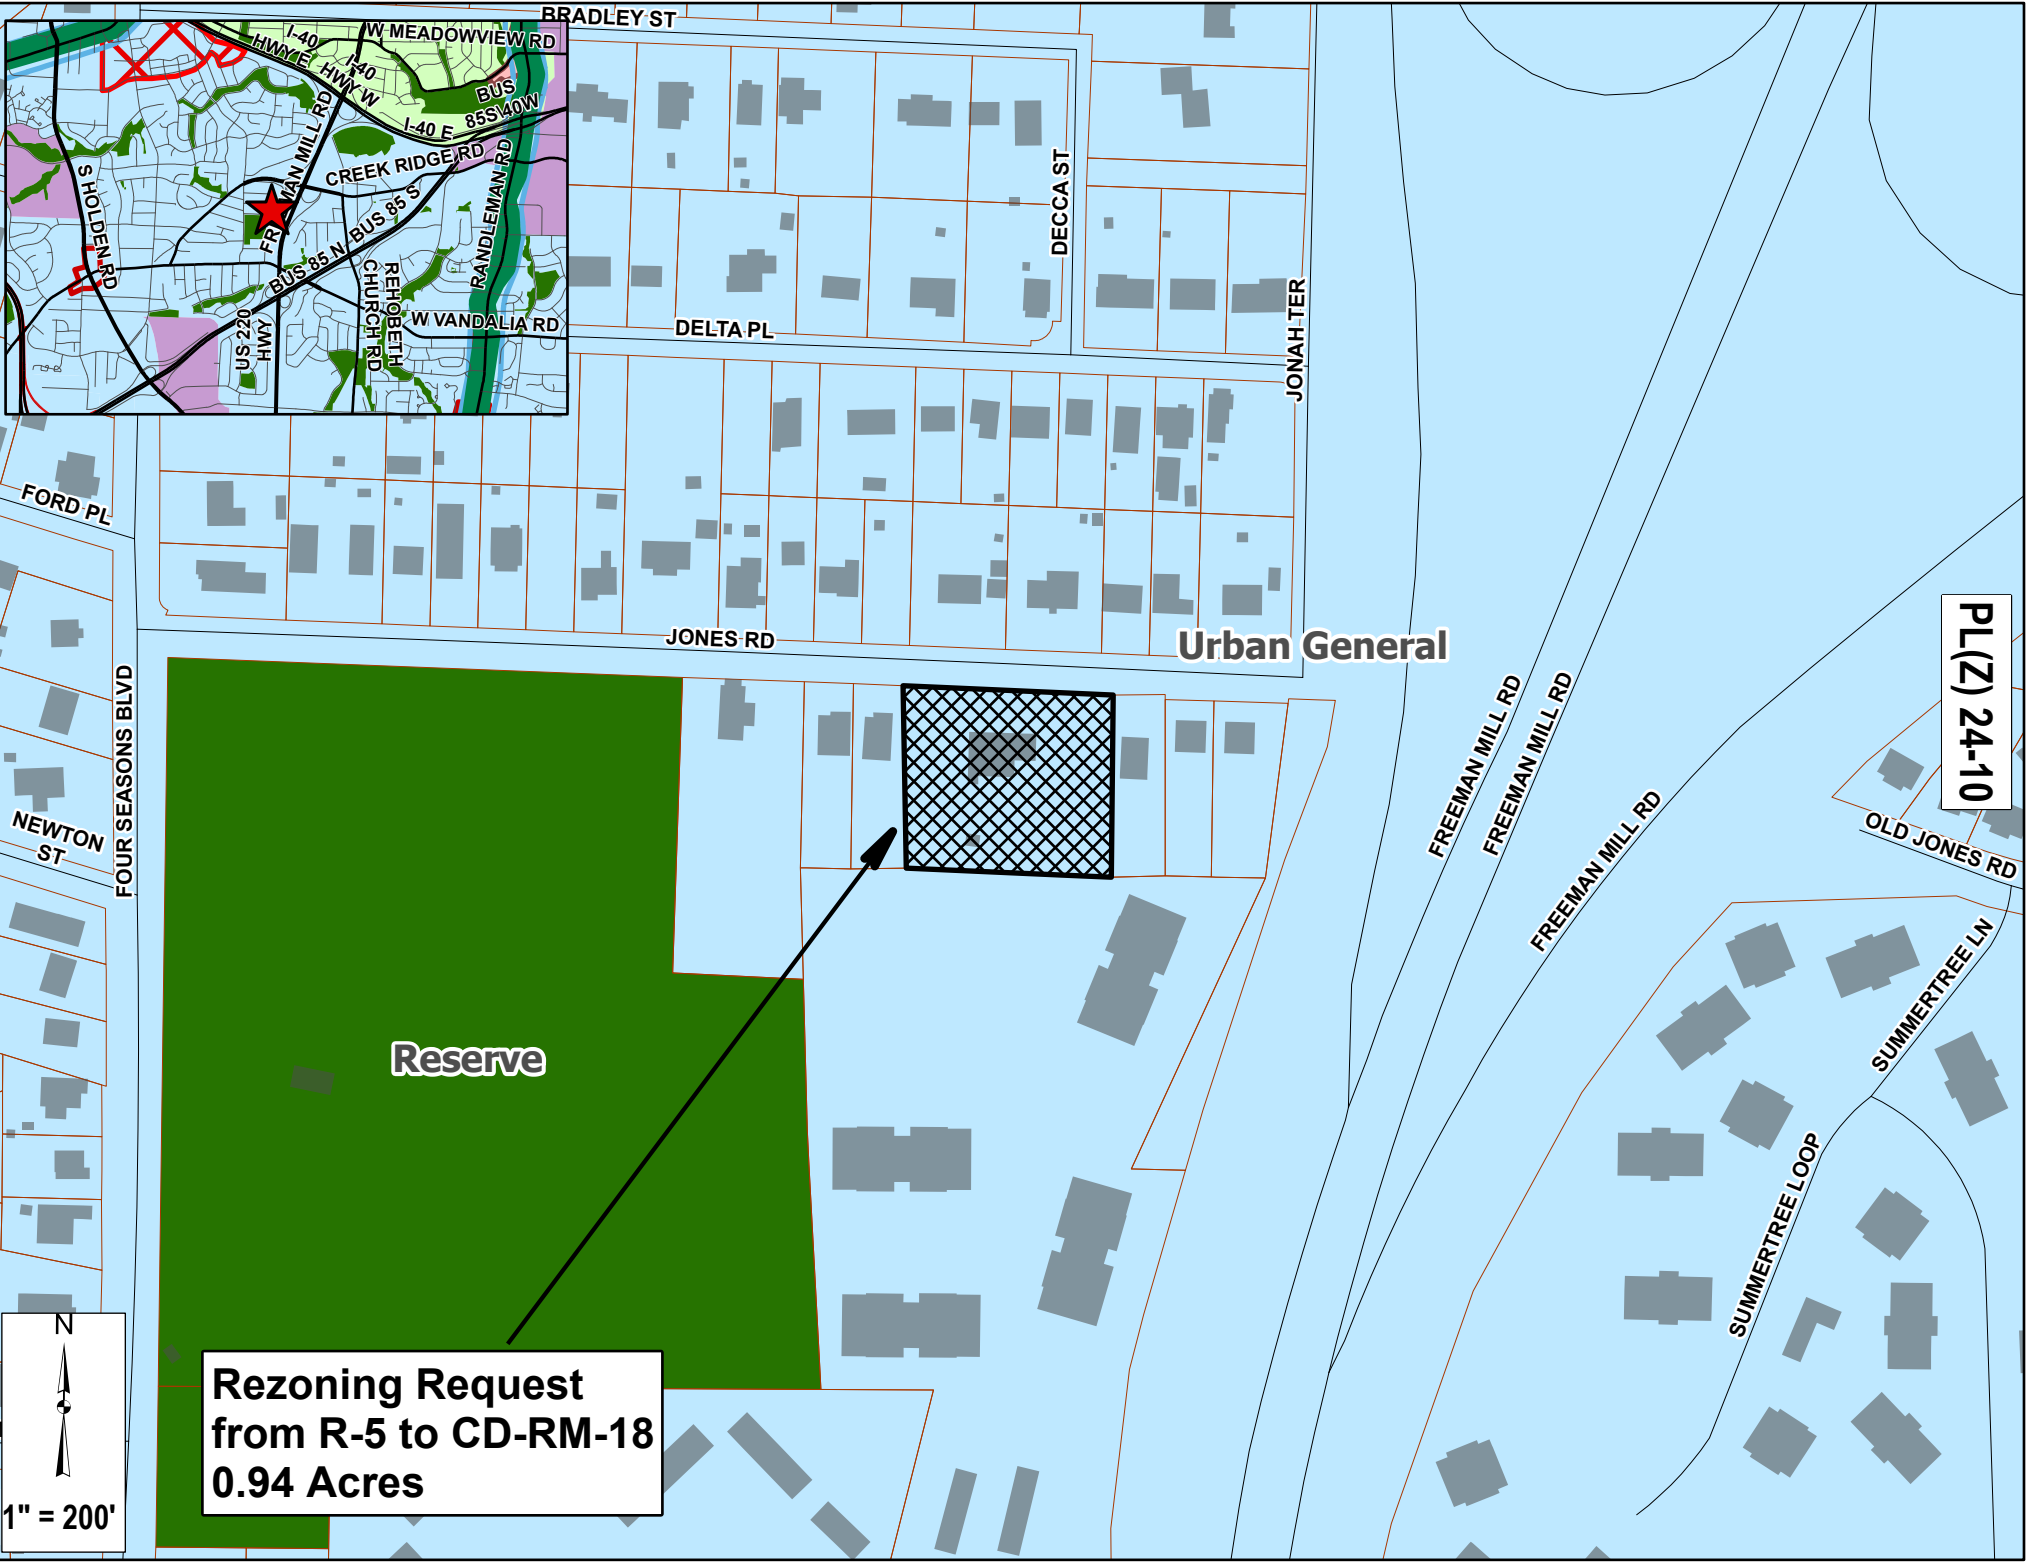 BRADLEY ST
I-40
HWY E
W MEADOWVIEW RD
I-40
HWY W
BUS
85S\40W
I-40 E
CREEK RIDGE RD
S HOLDEN RD
FR MAN MILL RD
BUS 85 N
BUS 85 S
RANDLEMAN RD
REHOBETH
CHURCH RD
US 220
HWY
W VANDALIA RD
DECCA ST
DELTA PL
JONAH TER
FORD PL
JONES RD
Urban General
FOUR SEASONS BLVD
NEWTON
ST
FREEMAN MILL RD
FREEMAN MILL RD
FREEMAN MILL RD
PL(Z) 24-10
OLD JONES RD
SUMMERTREE LN
SUMMERTREE LOOP
Reserve
N
1" = 200'
Rezoning Request
from R-5 to CD-RM-18
0.94 Acres